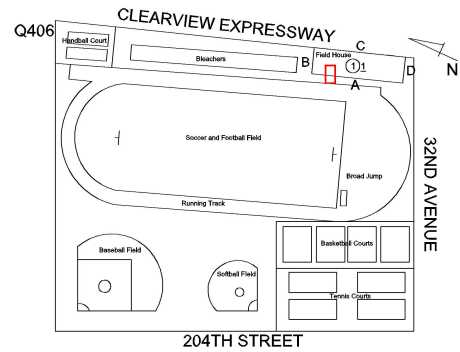 CLEARVIEW EXPRESSWAY
Q406
Handball Court
Bleachers
Field House
A
B
C
D
1
1
N
Soccer and Football Field
Broad Jump
Running Track
32ND AVENUE
Basketball Courts
Baseball Field
Softball Field
Tennis Courts
204TH STREET